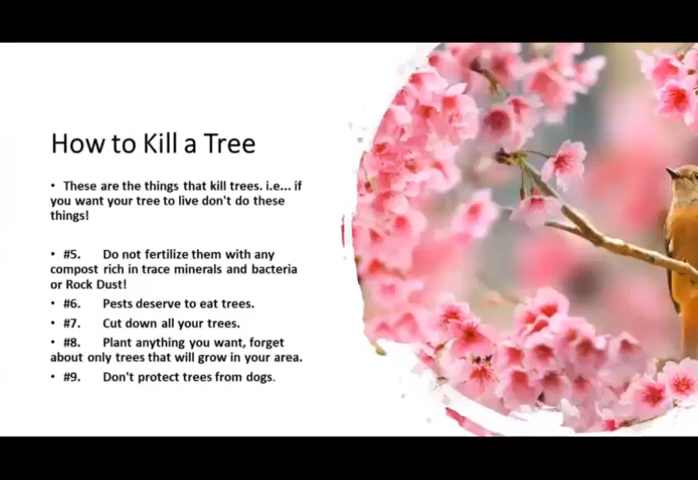 How to Kill a Tree
• These are the things that kill trees. i.e... if
you want your tree to live don't do these
things!
• #5. Do not fertilize them with any
compost rich in trace minerals and bacteria
or Rock Dust!
• #6. Pests deserve to eat trees.
• #7. Cut down all your trees.
• #8. Plant anything you want, forget
about only trees that will grow in your area.
• #9. Don't protect trees from dogs.